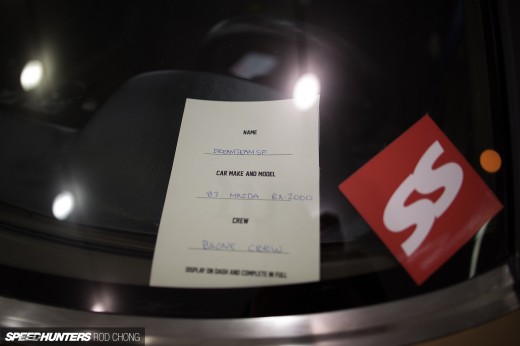 NAME
CAR MAKE AND MODEL
87 MAZDA
CREW
CREW
DISPLAY ON DASH AND COMPLETE IN FULL
SS
SPEEDHUNTERS ROD CHONG